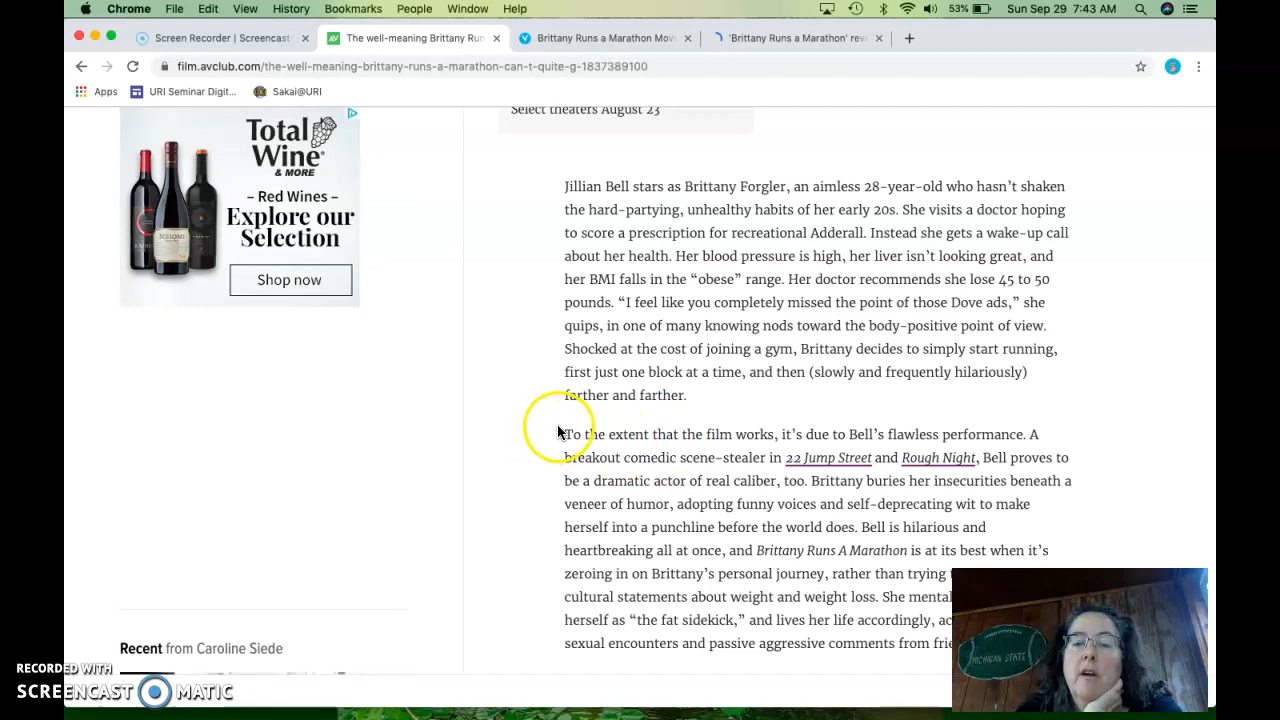 Chrome File Edit View History Bookmarks People Window Help 53% Sun Sep 29 7:43 AM
Screen Recorder | Screencast The well-meaning Brittany Run Brittany Runs a Marathon Mov 'Brittany Runs a Marathon' rev
film.avclub.com/the-well-meaning-brittany-runs-a-marathon-can-t-quite-g-1837389100
Apps URI Seminar Digit... Sakai@URI
Select theaters August 23
Total
Wine
& MORE
– Red Wines –
Explore our
Selection
MEIOMI
Shop now
Jillian Bell stars as Brittany Forgler, an aimless 28-year-old who hasn’t shaken
the hard-partying, unhealthy habits of her early 20s. She visits a doctor hoping
to score a prescription for recreational Adderall. Instead she gets a wake-up call
about her health. Her blood pressure is high, her liver isn’t looking great, and
her BMI falls in the “obese” range. Her doctor recommends she lose 45 to 50
pounds. “I feel like you completely missed the point of those Dove ads,” she
quips, in one of many knowing nods toward the body-positive point of view.
Shocked at the cost of joining a gym, Brittany decides to simply start running,
first just one block at a time, and then (slowly and frequently hilariously)
farther and farther.
To the extent that the film works, it’s due to Bell’s flawless performance. A
breakout comedic scene-stealer in 22 Jump Street and Rough Night, Bell proves to
be a dramatic actor of real caliber, too. Brittany buries her insecurities beneath a
veneer of humor, adopting funny voices and self-deprecating wit to make
herself into a punchline before the world does. Bell is hilarious and
heartbreaking all at once, and Brittany Runs A Marathon is at its best when it’s
zeroing in on Brittany’s personal journey, rather than trying
cultural statements about weight and weight loss. She mental
herself as “the fat sidekick,” and lives her life accordingly, ac
sexual encounters and passive aggressive comments from frie
Recent from Caroline Siede
MICHIGAN STATE
RECORDED WITH
SCREENCAST MATIC